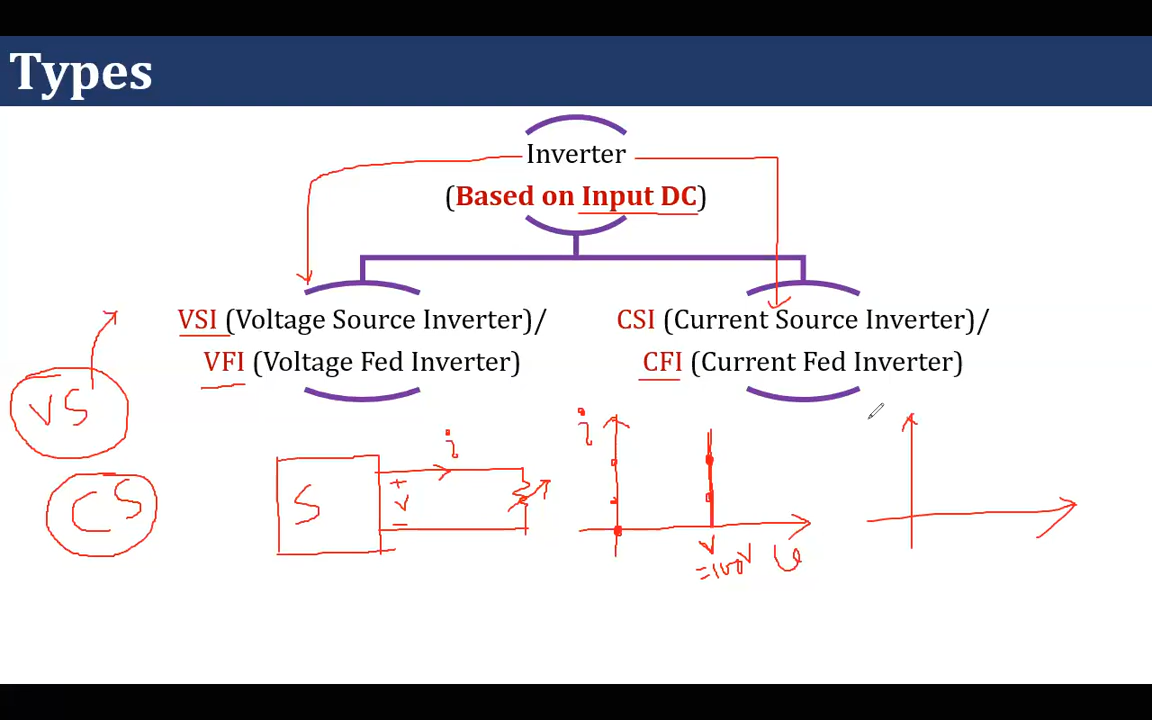 Types
Inverter
(Based on Input DC)
VSI (Voltage Source Inverter)/
VFI (Voltage Fed Inverter)
CSI (Current Source Inverter)/
CFI (Current Fed Inverter)
VS
CS
S
+
V
-
i
i
V
=100V